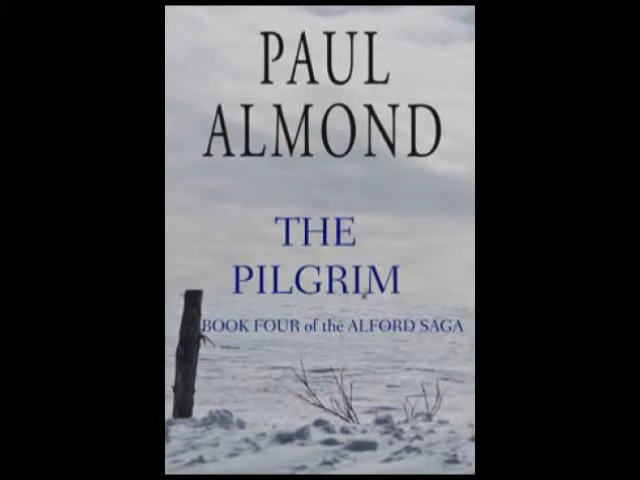 PAUL
ALMOND
THE
PILGRIM
BOOK FOUR of the ALFORD SAGA